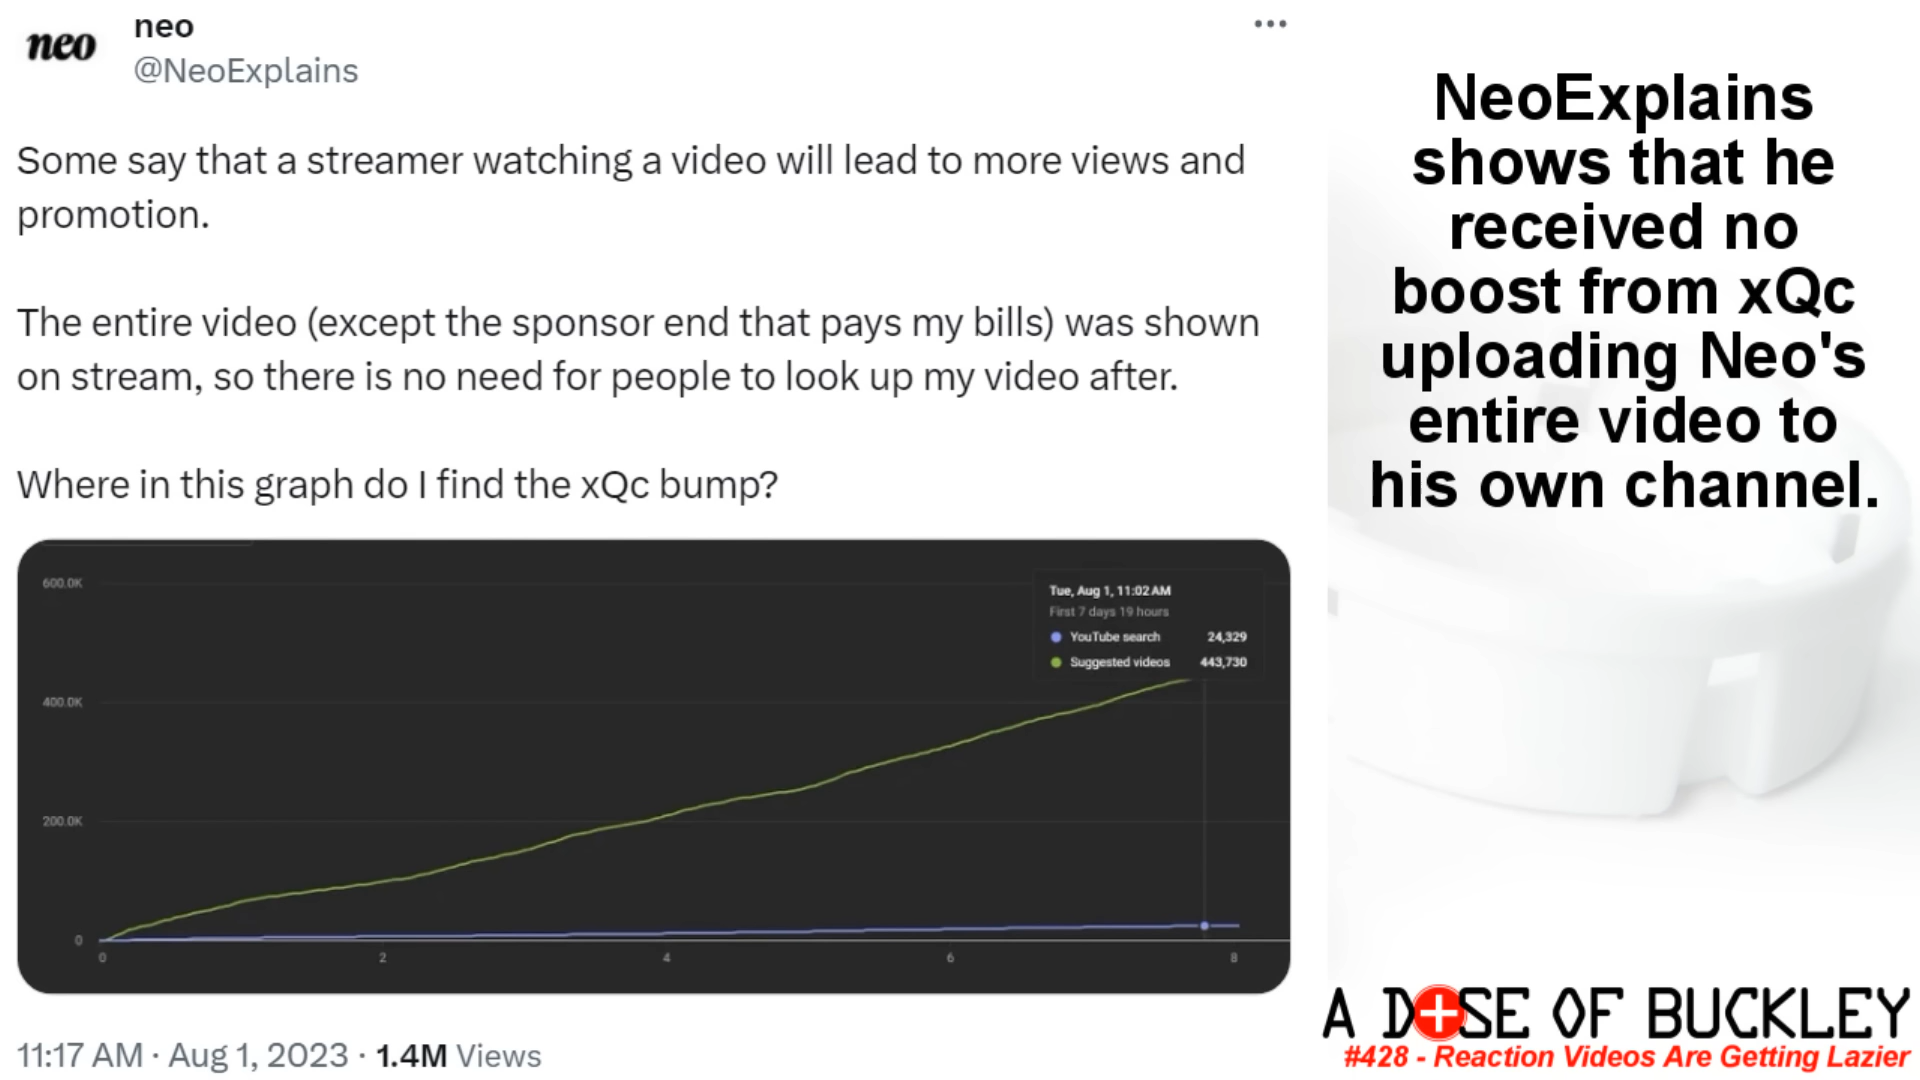 neo
neo
@NeoExplains
Some say that a streamer watching a video will lead to more views and
promotion.
The entire video (except the sponsor end that pays my bills) was shown
on stream, so there is no need for people to look up my video after.
Where in this graph do I find the xQc bump?
600.0K
400.0K
200.0K
0
Tue, Aug 1, 11:02 AM
First 7 days 19 hours
YouTube search 24,329
Suggested videos 443,730
0 2 4 6 8
11:17 AM · Aug 1, 2023 · 1.4M Views
NeoExplains
shows that he
received no
boost from xQc
uploading Neo's
entire video to
his own channel.
A DOSE OF BUCKLEY
#428 - Reaction Videos Are Getting Lazier